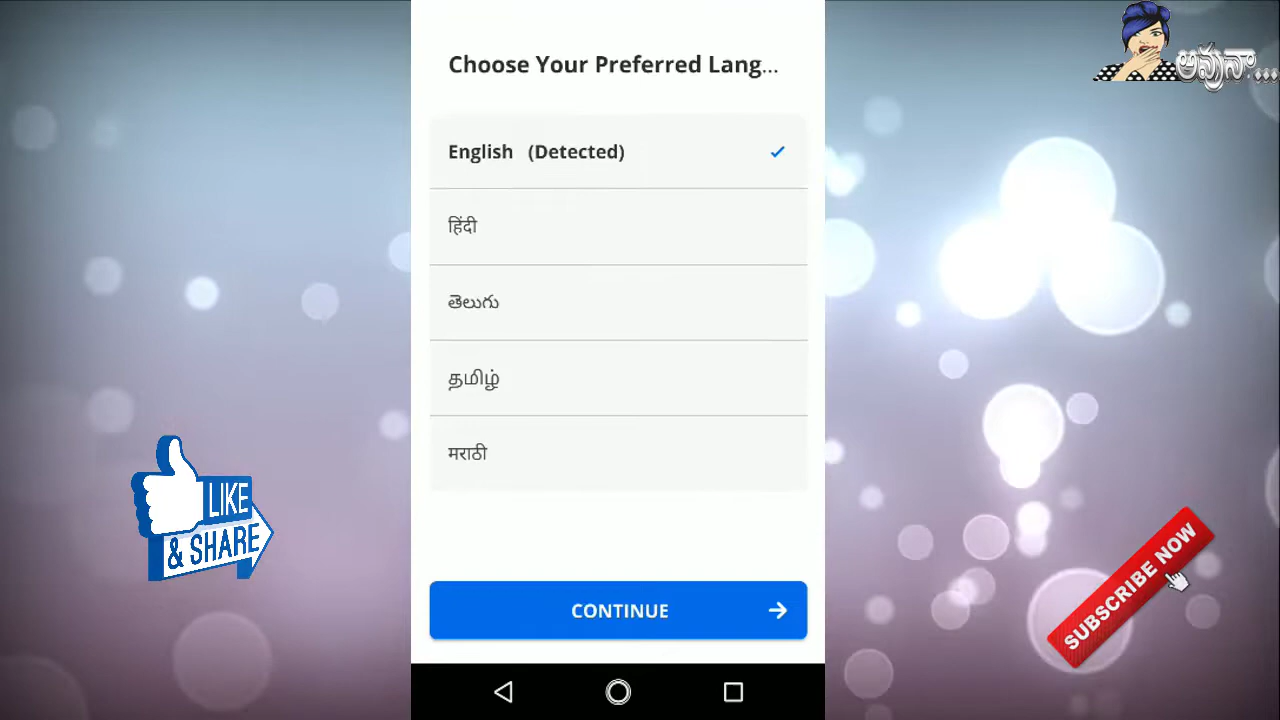 Choose Your Preferred Lang...
అవునా...
English (Detected)
हिंदी
తెలుగు
தமிழ்
मराठी
LIKE
& SHARE
SUBSCRIBE NOW
CONTINUE